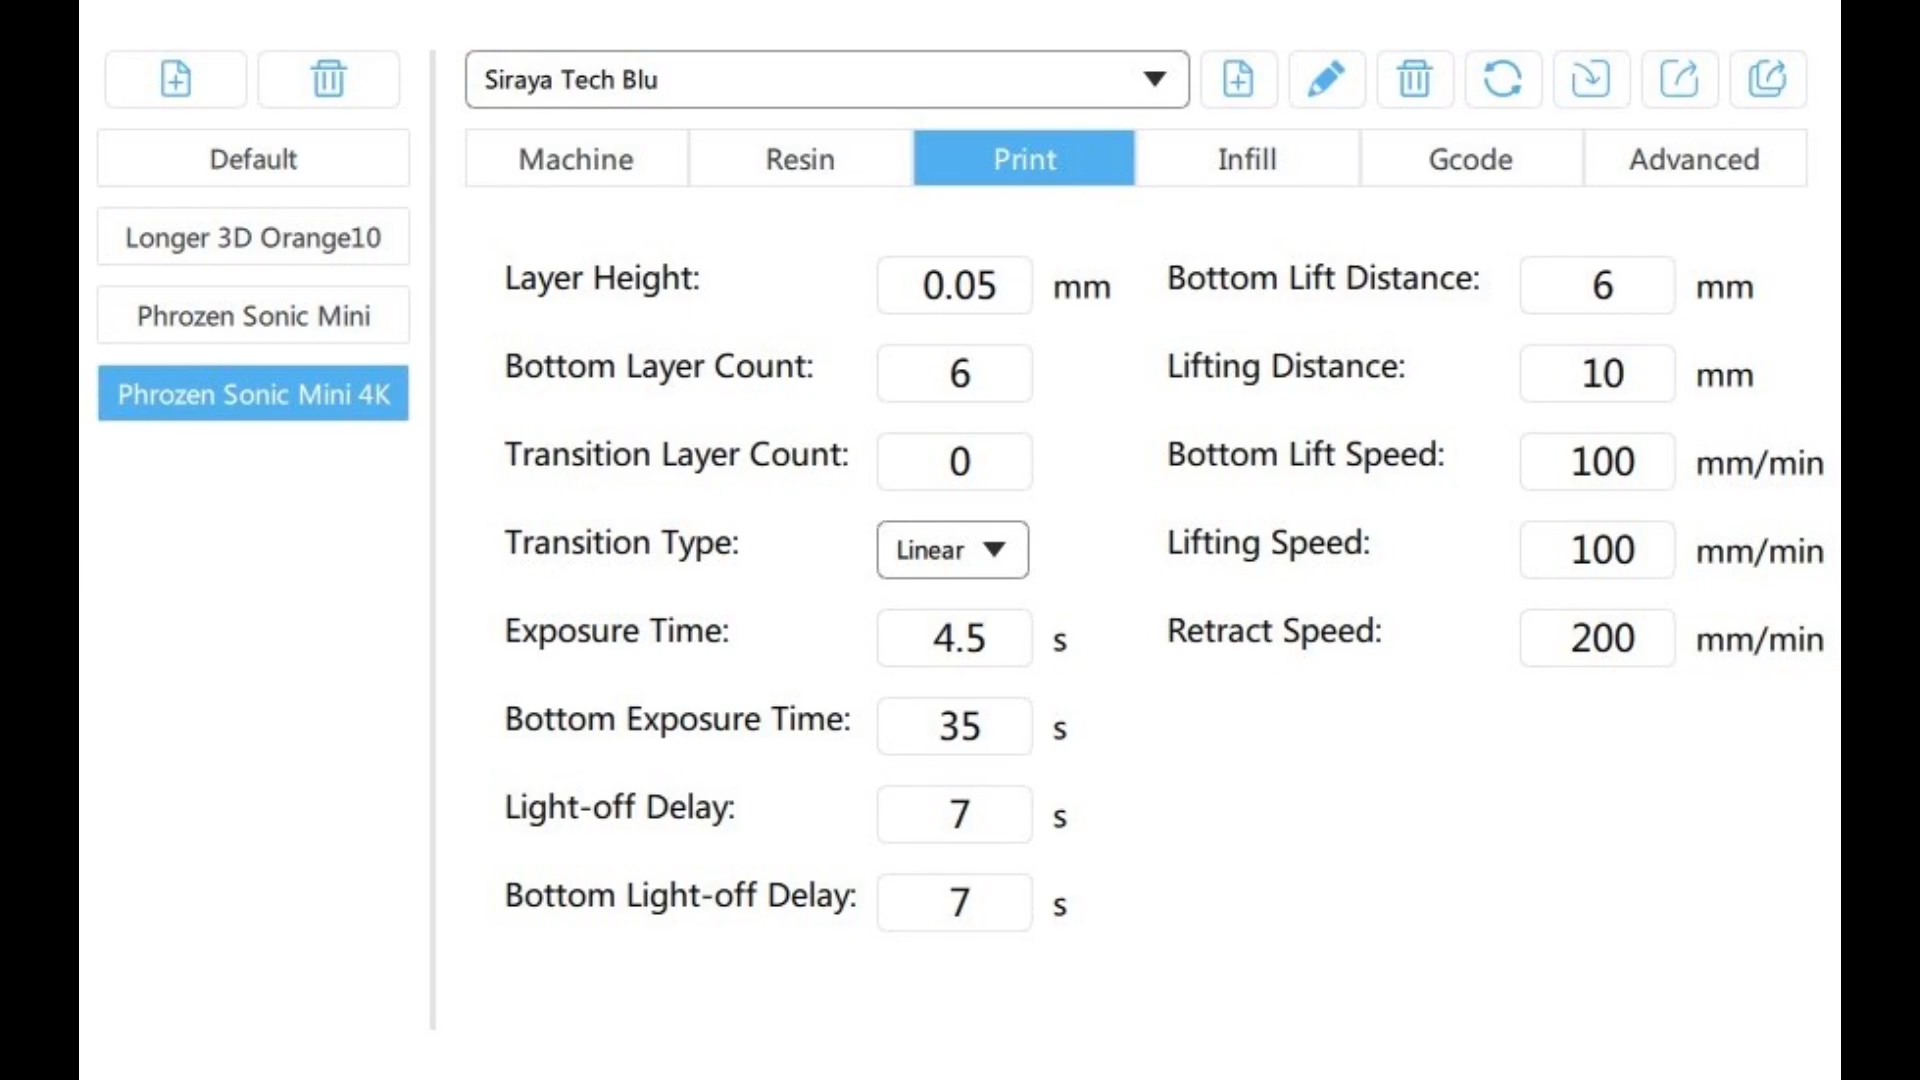 Siraya Tech Blu
Default
Longer 3D Orange10
Phrozen Sonic Mini
Phrozen Sonic Mini 4K
Machine Resin Print Infill Gcode Advanced
Layer Height: 0.05 mm
Bottom Layer Count: 6
Transition Layer Count: 0
Transition Type: Linear
Exposure Time: 4.5 s
Bottom Exposure Time: 35 s
Light-off Delay: 7 s
Bottom Light-off Delay: 7 s
Bottom Lift Distance: 6 mm
Lifting Distance: 10 mm
Bottom Lift Speed: 100 mm/min
Lifting Speed: 100 mm/min
Retract Speed: 200 mm/min